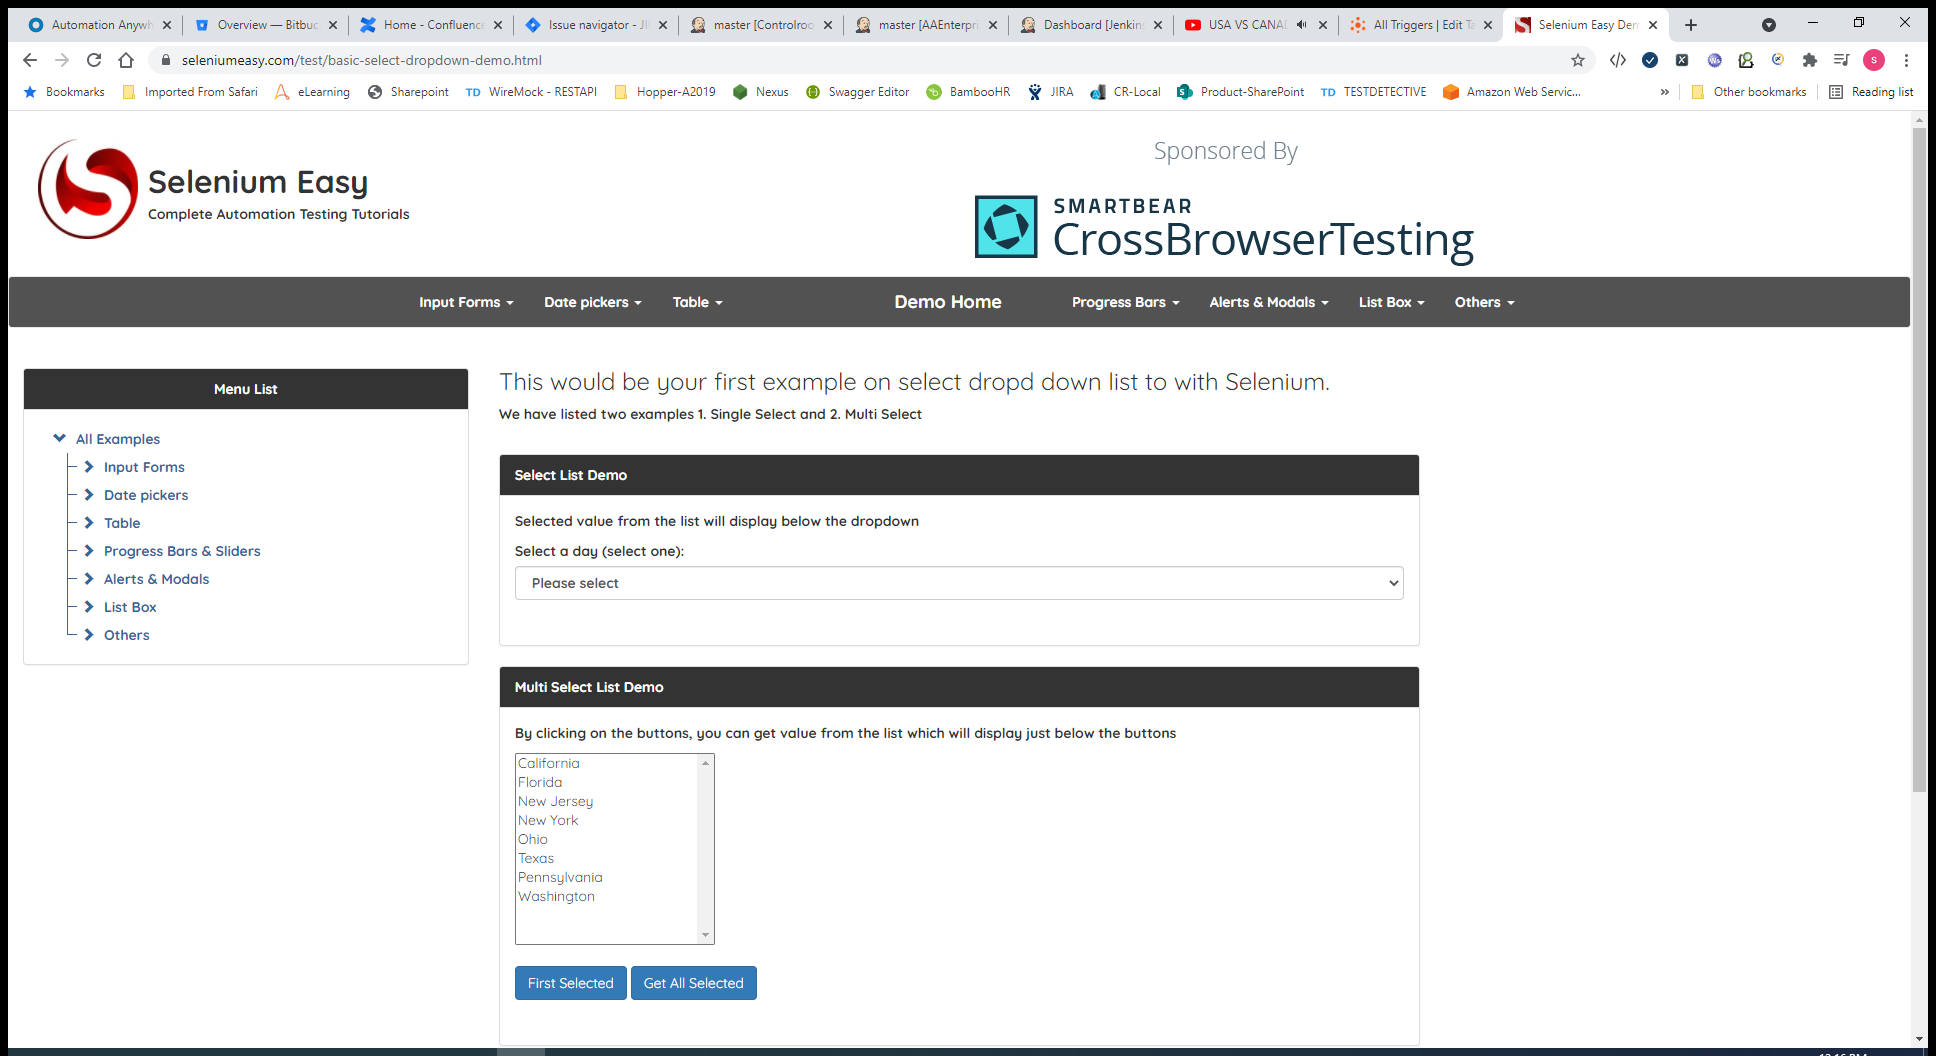 Automation Anywh
Overview — Bitbuc
Home - Confluence
Issue navigator - JI
master [Controlroo
master [AAEnterpri
Dashboard [Jenkins
USA VS CANA
All Triggers | Edit Ta
Selenium Easy Dem
seleniumeasy.com/test/basic-select-dropdown-demo.html
S
Bookmarks
Imported From Safari
eLearning
Sharepoint
TD WireMock - RESTAPI
Hopper-A2019
Nexus
Swagger Editor
BambooHR
JIRA
CR-Local
Product-SharePoint
TD TESTDETECTIVE
Amazon Web Servic...
»
Other bookmarks
Reading list
Selenium Easy
Complete Automation Testing Tutorials
Sponsored By
SMARTBEAR
CrossBrowserTesting
Input Forms
Date pickers
Table
Demo Home
Progress Bars
Alerts & Modals
List Box
Others
Menu List
All Examples
Input Forms
Date pickers
Table
Progress Bars & Sliders
Alerts & Modals
List Box
Others
This would be your first example on select dropd down list to with Selenium.
We have listed two examples 1. Single Select and 2. Multi Select
Select List Demo
Selected value from the list will display below the dropdown
Select a day (select one):
Please select
Multi Select List Demo
By clicking on the buttons, you can get value from the list which will display just below the buttons
California
Florida
New Jersey
New York
Ohio
Texas
Pennsylvania
Washington
First Selected
Get All Selected